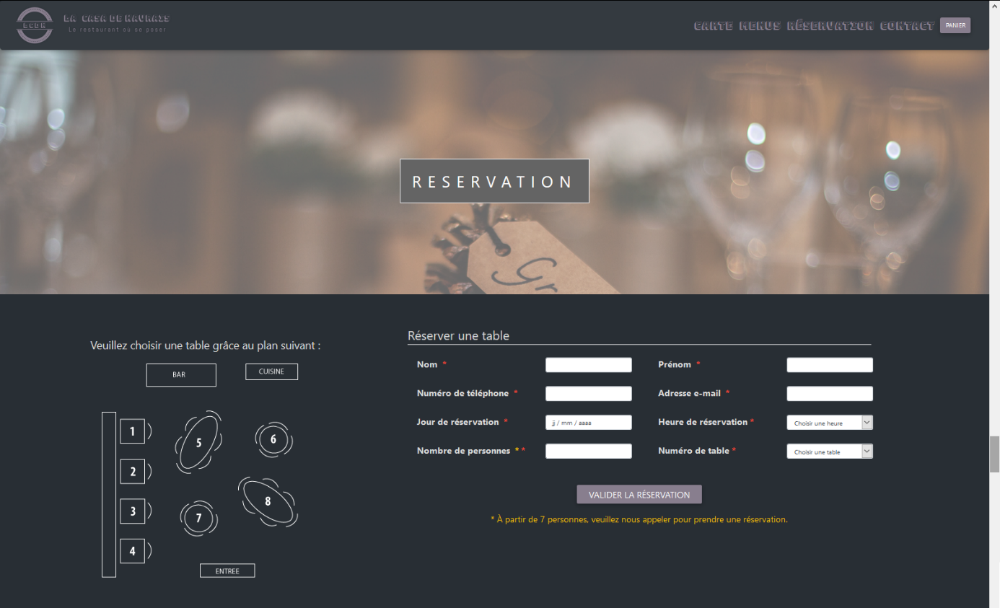 LCDN
LA CASA DE NAVRAIS
Le restaurant où se poser
CARTE MENUS RÉSERVATION CONTACT PANIER
RESERVATION
Gr
Veuillez choisir une table grâce au plan suivant :
BAR
CUISINE
1
2
3
4
5
6
7
8
ENTREE
Réserver une table
Nom *
Prénom *
Numéro de téléphone *
Adresse e-mail *
Jour de réservation * jj / mm / aaaa
Heure de réservation * Choisir une heure
Nombre de personnes * *
Numéro de table * Choisir une table
VALIDER LA RÉSERVATION
* À partir de 7 personnes, veuillez nous appeler pour prendre une réservation.